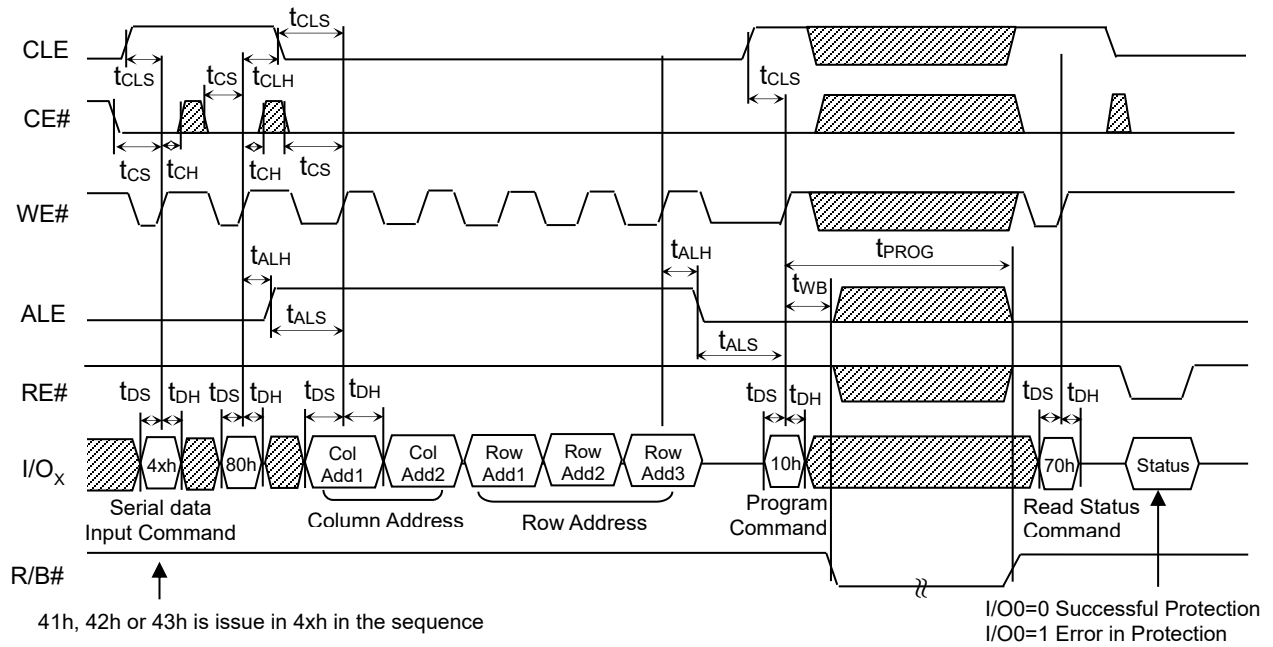 tCLS
CLE
tCLS
tCS
tCLH
tCLS
CE#
tCS
tCH
tCH
tCS
WE#
tALH
tALH
tPROG
tWB
ALE
tALS
tALS
RE#
tDS
tDH
tDS
tDH
tDS
tDH
tDS
tDH
tDS
tDH
I/OX
4xh
80h
Col
Add1
Col
Add2
Row
Add1
Row
Add2
Row
Add3
10h
70h
Status
Serial data
Input Command
Column Address
Row Address
Program
Command
Read Status
Command
R/B#
41h, 42h or 43h is issue in 4xh in the sequence
I/O0=0 Successful Protection
I/O0=1 Error in Protection